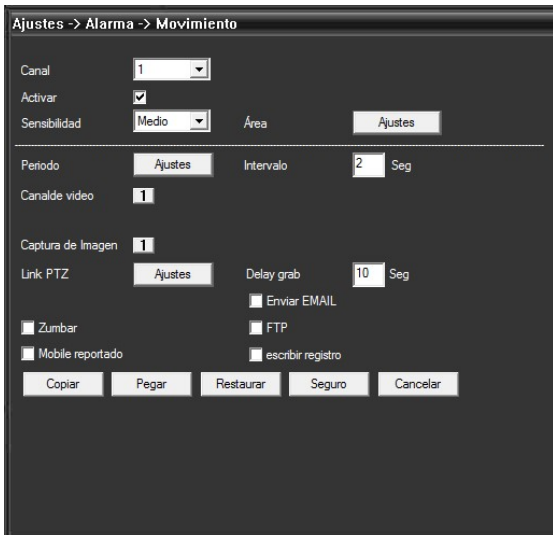 Ajustes -> Alarma -> Movimiento
Canal 1
Activar
Sensibilidad Medio Área Ajustes
Periodo Ajustes Intervalo 2 Seg
Canalde video 1
Captura de Imagen 1
Link PTZ Ajustes Delay grab 10 Seg
Enviar EMAIL
Zumbar FTP
Mobile reportado escribir registro
Copiar Pegar Restaurar Seguro Cancelar